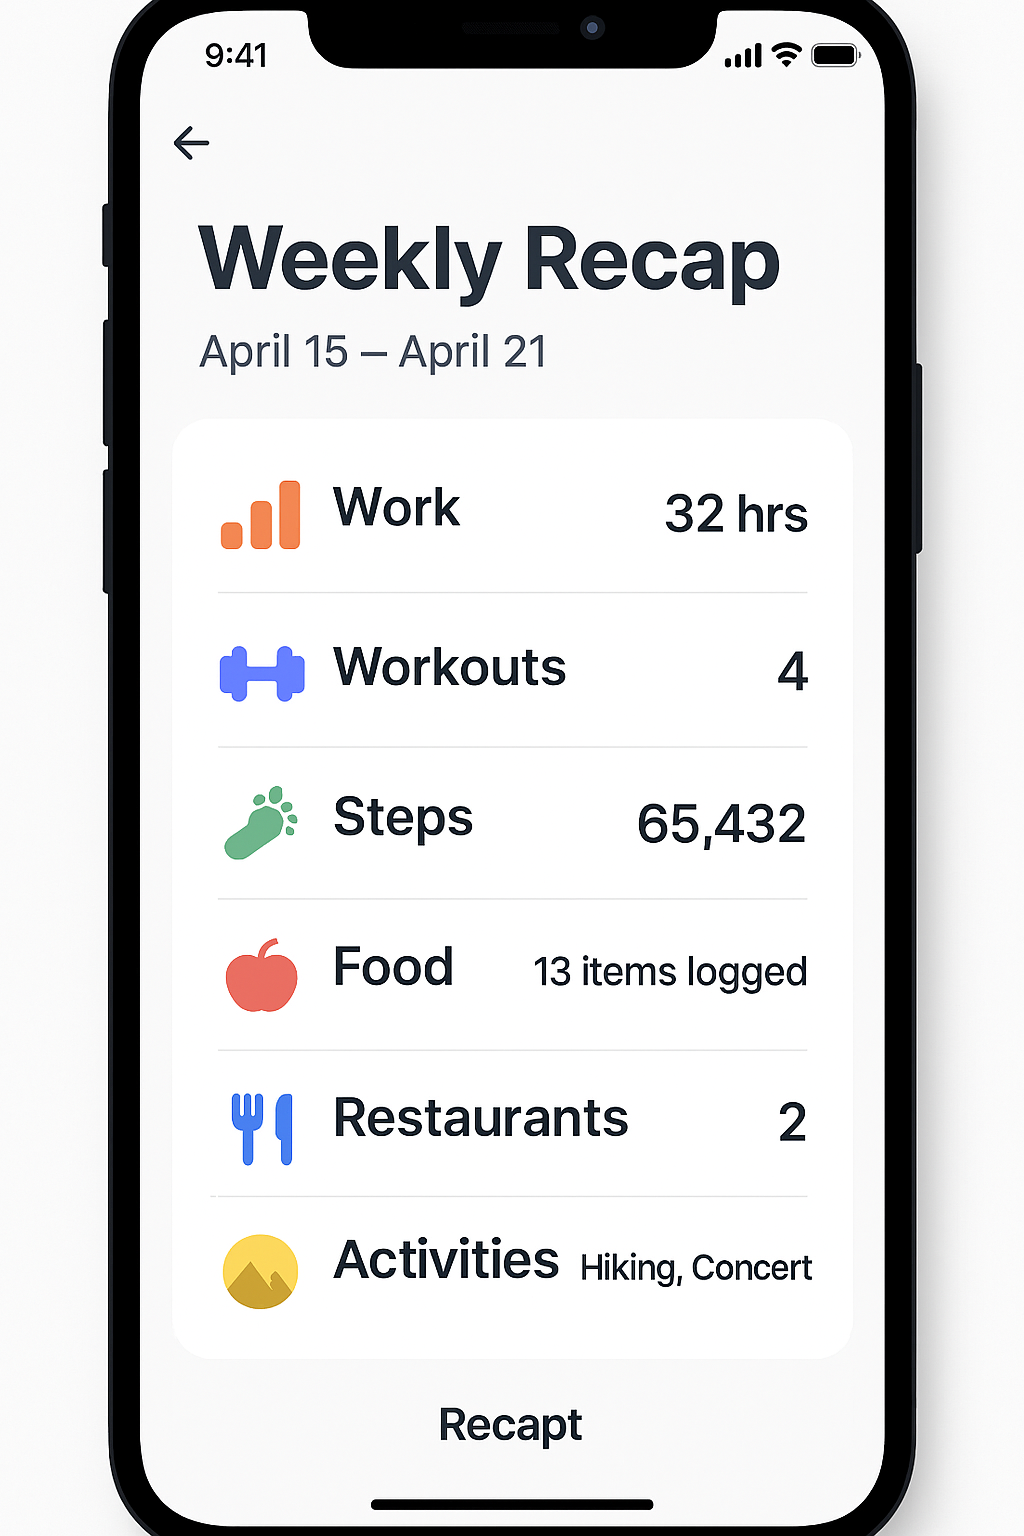 9:41
Weekly Recap
April 15 – April 21
Work 32 hrs
Workouts 4
Steps 65,432
Food 13 items logged
Restaurants 2
Activities Hiking, Concert
Recapt